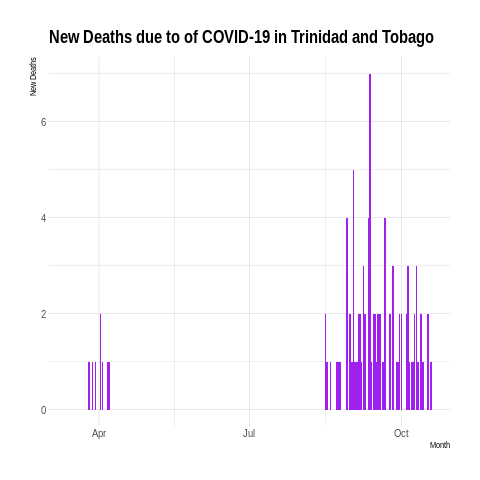 New Deaths due to of COVID-19 in Trinidad and Tobago
New Deaths
6
4
2
0
Apr
Jul
Oct
Month